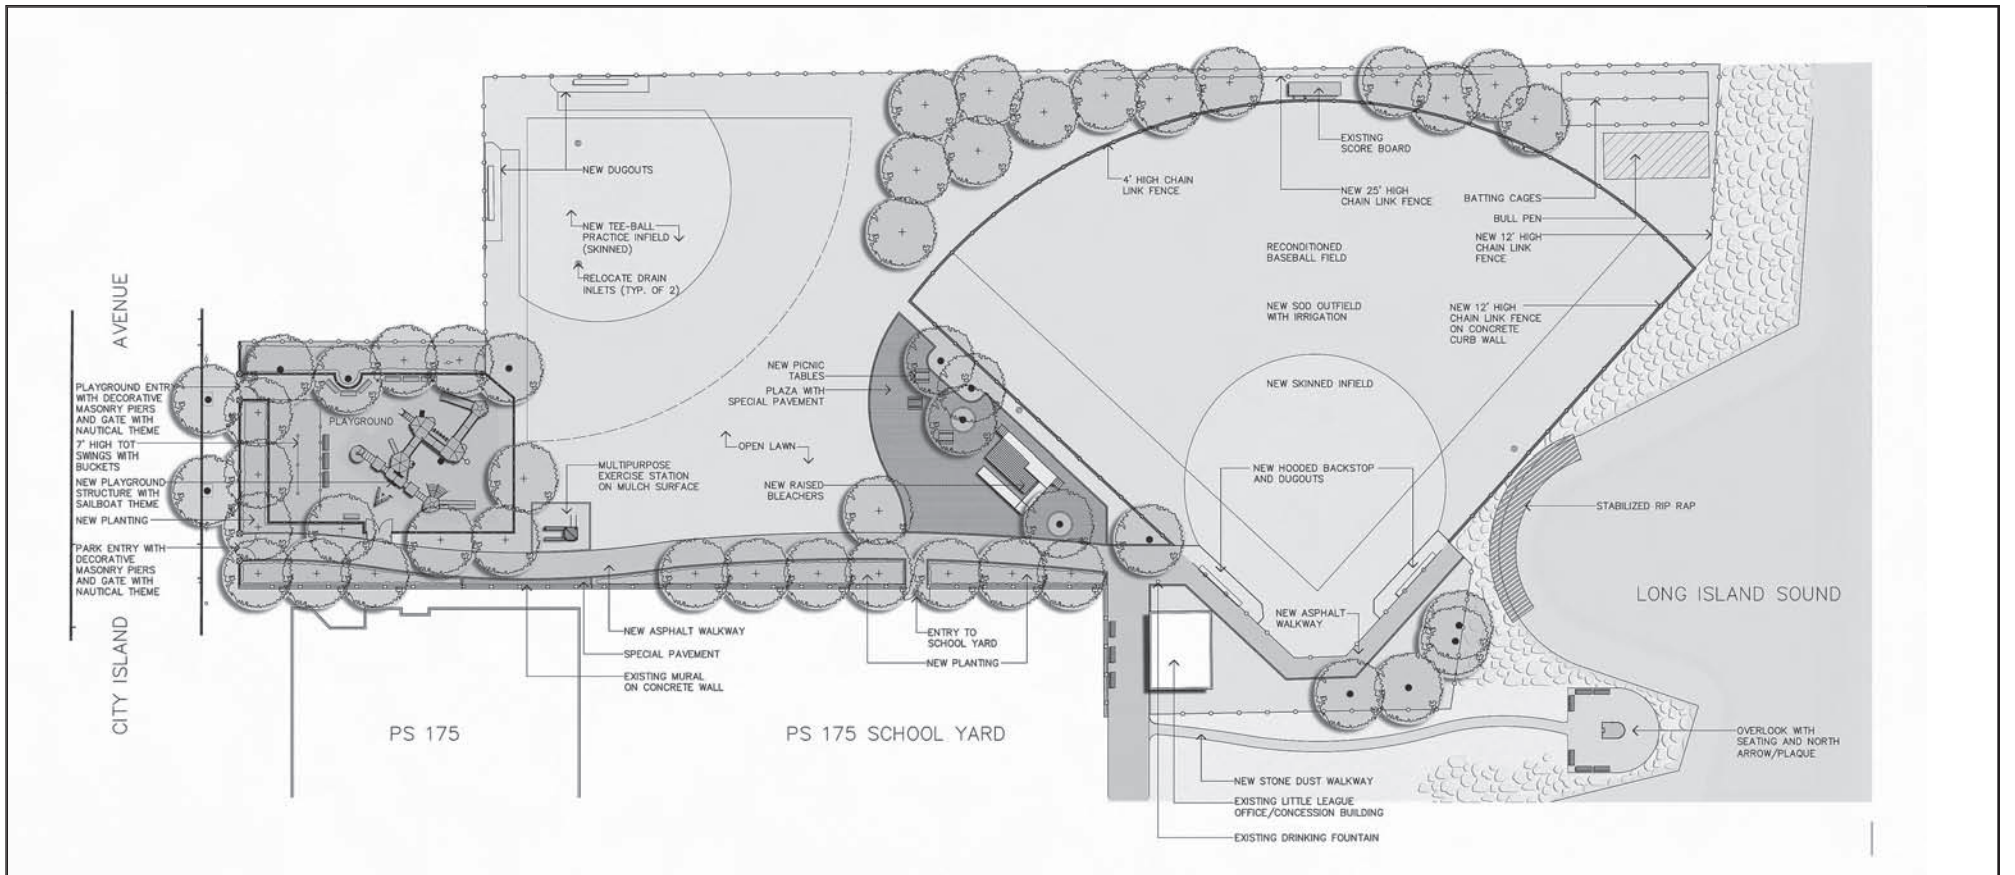 AVENUE
CITY ISLAND
PLAYGROUND ENTRY
WITH DECORATIVE
MASONRY PIERS
AND GATE WITH
NAUTICAL THEME
7' HIGH TOT
SWINGS WITH
BUCKETS
NEW PLAYGROUND
STRUCTURE WITH
SAILBOAT THEME
NEW PLANTING
PARK ENTRY WITH
DECORATIVE
MASONRY PIERS
AND GATE WITH
NAUTICAL THEME
PLAYGROUND
NEW DUGOUTS
NEW TEE-BALL
PRACTICE INFIELD
(SKINNED)
RELOCATE DRAIN
INLETS (TYP. OF 2)
MULTIPURPOSE
EXERCISE STATION
ON MULCH SURFACE
OPEN LAWN
NEW PICNIC
TABLES
PLAZA WITH
SPECIAL PAVEMENT
NEW RAISED
BLEACHERS
4' HIGH CHAIN
LINK FENCE
EXISTING
SCORE BOARD
NEW 25' HIGH
CHAIN LINK FENCE
BATTING CAGES
BULL PEN
NEW 12' HIGH
CHAIN LINK
FENCE
RECONDITIONED
BASEBALL FIELD
NEW SOD OUTFIELD
WITH IRRIGATION
NEW 12' HIGH
CHAIN LINK FENCE
ON CONCRETE
CURB WALL
NEW SKINNED INFIELD
NEW HOODED BACKSTOP
AND DUGOUTS
STABILIZED RIP RAP
LONG ISLAND SOUND
NEW ASPHALT
WALKWAY
NEW ASPHALT WALKWAY
SPECIAL PAVEMENT
EXISTING MURAL
ON CONCRETE WALL
ENTRY TO
SCHOOL YARD
NEW PLANTING
PS 175
PS 175 SCHOOL YARD
OVERLOOK WITH
SEATING AND NORTH
ARROW/PLAQUE
NEW STONE DUST WALKWAY
EXISTING LITTLE LEAGUE
OFFICE/CONCESSION BUILDING
EXISTING DRINKING FOUNTAIN